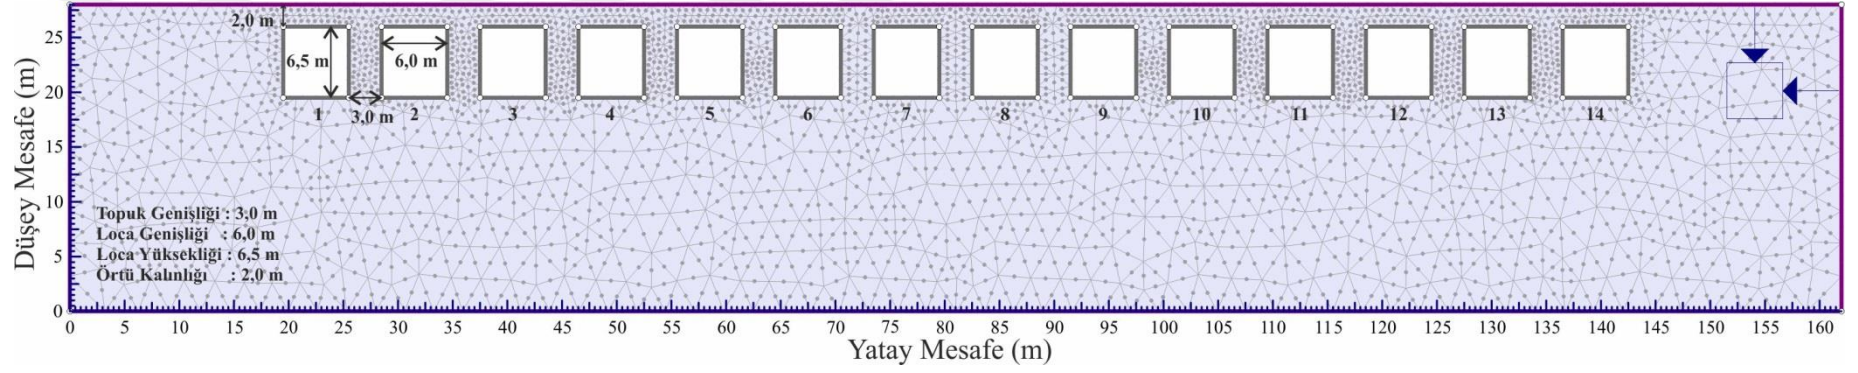 2,0 m
25
6,5 m
6,0 m
20
1 3,0 m 2 3 4 5 6 7 8 9 10 11 12 13 14
15
10
Topuk Genişliği : 3,0 m
Loca Genişliği : 6,0 m
5
Loca Yüksekliği : 6,5 m
Örtü Kalınlığı : 2,0 m
0
Düşey Mesafe (m)
0 5 10 15 20 25 30 35 40 45 50 55 60 65 70 75 80 85 90 95 100 105 110 115 120 125 130 135 140 145 150 155 160
Yatay Mesafe (m)